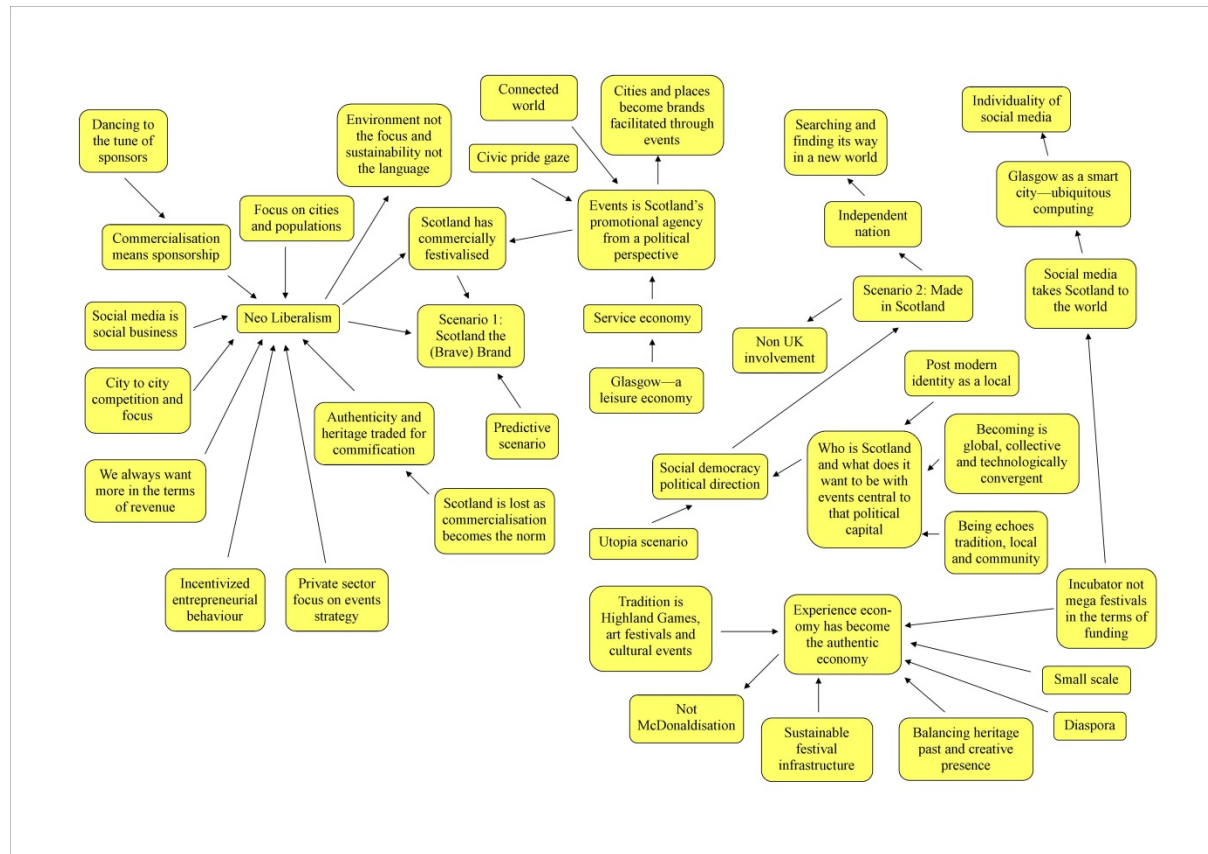 Dancing to
the tune of
sponsors
Environment not
the focus and
sustainability not
the language
Connected
world
Cities and places
become brands
facilitated through
events
Civic pride gaze
Searching and
finding its way
in a new world
Individuality of
social media
Glasgow as a smart
city—ubiquitous
computing
Focus on cities
and populations
Commercialisation
means sponsorship
Scotland has
commercially
festivalised
Events is Scotland’s
promotional agency
from a political
perspective
Independent
nation
Social media
takes Scotland to
the world
Scenario 2: Made
in Scotland
Social media is
social business
Neo Liberalism
Scenario 1:
Scotland the
(Brave) Brand
Service economy
Non UK
involvement
City to city
competition and
focus
Glasgow—a
leisure economy
Post modern
identity as a local
Authenticity and
heritage traded for
commification
Predictive
scenario
We always want
more in the terms
of revenue
Social democracy
political direction
Who is Scotland
and what does it
want to be with
events central to
that political
capital
Becoming is
global, collective
and technologically
convergent
Scotland is lost as
commercialisation
becomes the norm
Utopia scenario
Being echoes
tradition, local
and community
Incentivized
entrepreneurial
behaviour
Private sector
focus on events
strategy
Tradition is
Highland Games,
art festivals and
cultural events
Experience econ-
omy has become
the authentic
economy
Incubator not
mega festivals
in the terms of
funding
Small scale
Not
McDonaldisation
Sustainable
festival
infrastructure
Balancing heritage
past and creative
presence
Diaspora